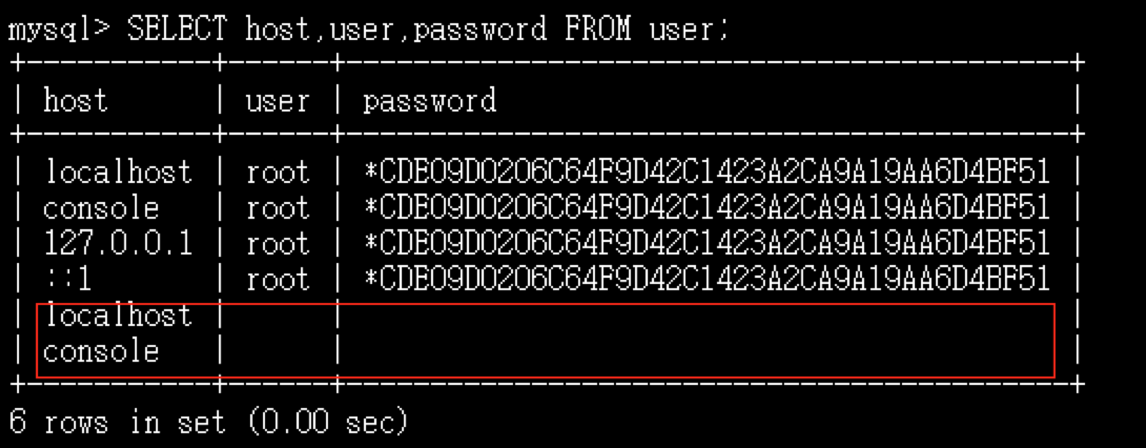 mysql> SELECT host,user,password FROM user;
+-----------+------+-------------------------------------------+
| host      | user | password                                  |
+-----------+------+-------------------------------------------+
| localhost | root | *CDE09D0206C64F9D42C1423A2CA9A19AA6D4BF51 |
| console   | root | *CDE09D0206C64F9D42C1423A2CA9A19AA6D4BF51 |
| 127.0.0.1 | root | *CDE09D0206C64F9D42C1423A2CA9A19AA6D4BF51 |
| ::1       | root | *CDE09D0206C64F9D42C1423A2CA9A19AA6D4BF51 |
| localhost |      |                                           |
| console   |      |                                           |
+-----------+------+-------------------------------------------+
6 rows in set (0.00 sec)